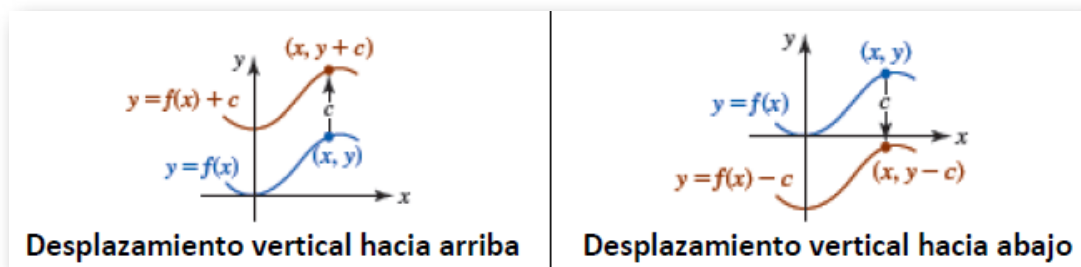 y
(x, y + c)
y = f(x) + c
c
y = f(x)
(x, y)
x
Desplazamiento vertical hacia arriba
y
(x, y)
y = f(x)
c
x
y = f(x) – c
(x, y – c)
Desplazamiento vertical hacia abajo